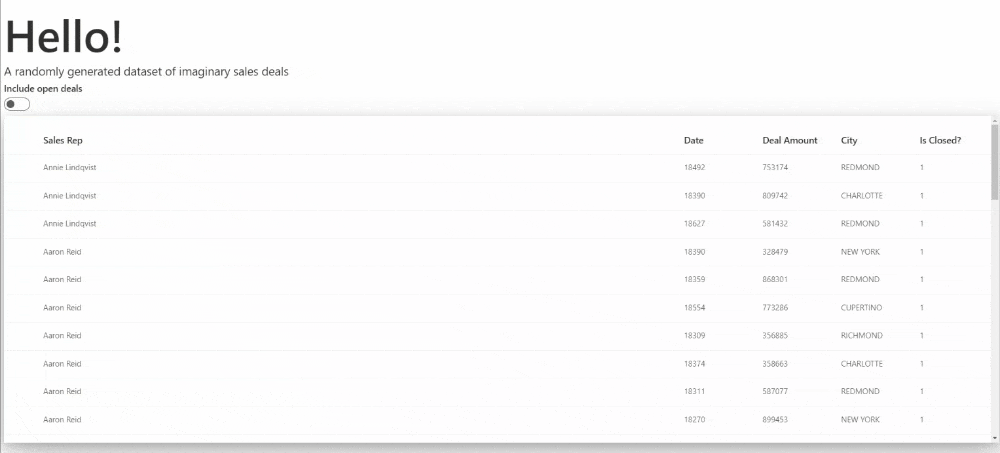 Hello!
A randomly generated dataset of imaginary sales deals
Include open deals
Sales Rep Date Deal Amount City Is Closed?
Annie Lindqvist 18492 753174 REDMOND 1
Annie Lindqvist 18390 809742 CHARLOTTE 1
Annie Lindqvist 18627 581432 REDMOND 1
Aaron Reid 18390 328479 NEW YORK 1
Aaron Reid 18359 868301 REDMOND 1
Aaron Reid 18554 773286 CUPERTINO 1
Aaron Reid 18309 356885 RICHMOND 1
Aaron Reid 18374 358663 CHARLOTTE 1
Aaron Reid 18311 587077 REDMOND 1
Aaron Reid 18270 899453 NEW YORK 1